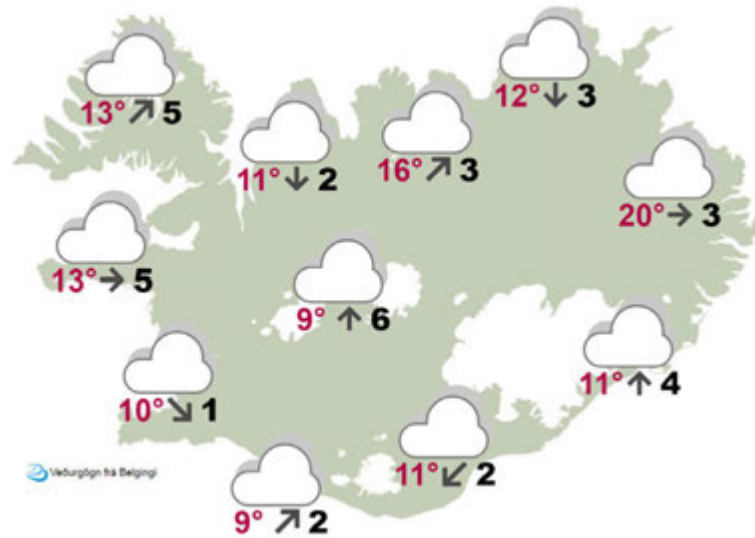 12° ↓ 3
13° ↗ 5
16° ↗ 3
11° ↓ 2
20° → 3
13° → 5
9° ↑ 6
11° ↑ 4
10° ↘ 1
11° ↙ 2
Veðurgögn frá Belgingi
9° ↗ 2